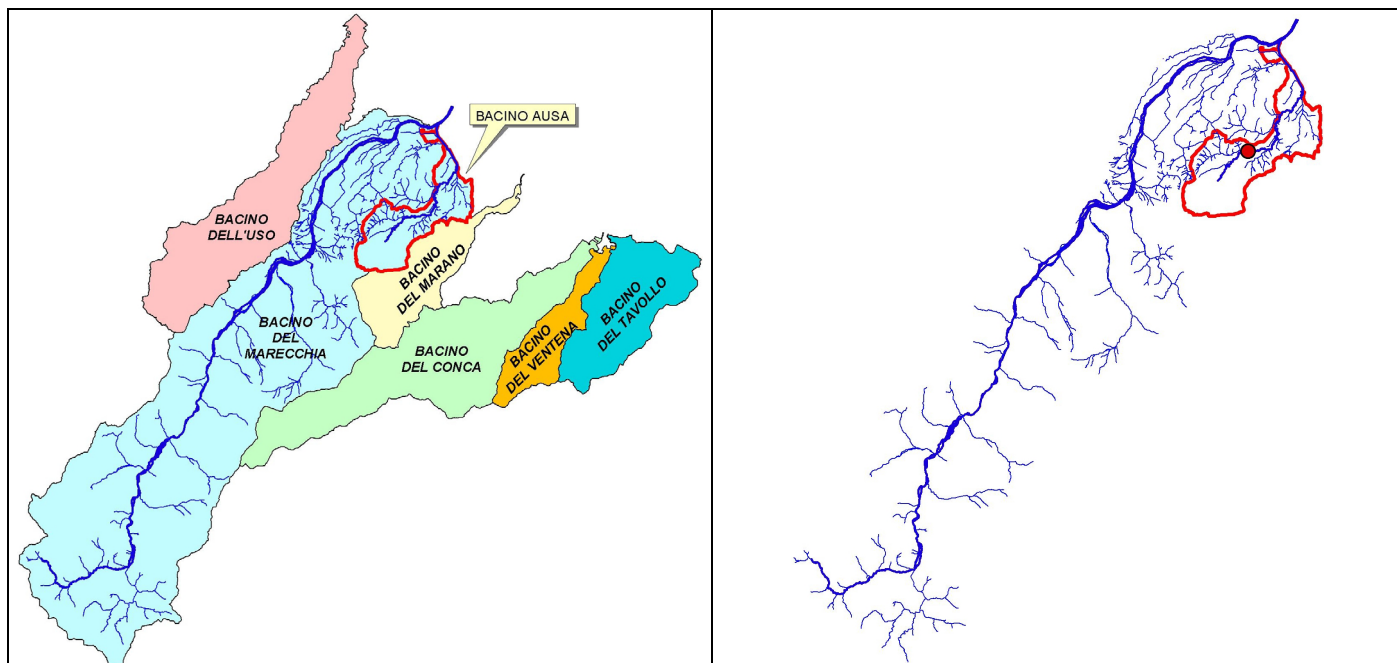 BACINO AUSA
BACINO
DELL'USO
BACINO
DEL MARANO
BACINO
DEL
MARECCHIA
BACINO
DEL CONCA
BACINO
DEL VENTENA
BACINO
DEL TAVOLLO